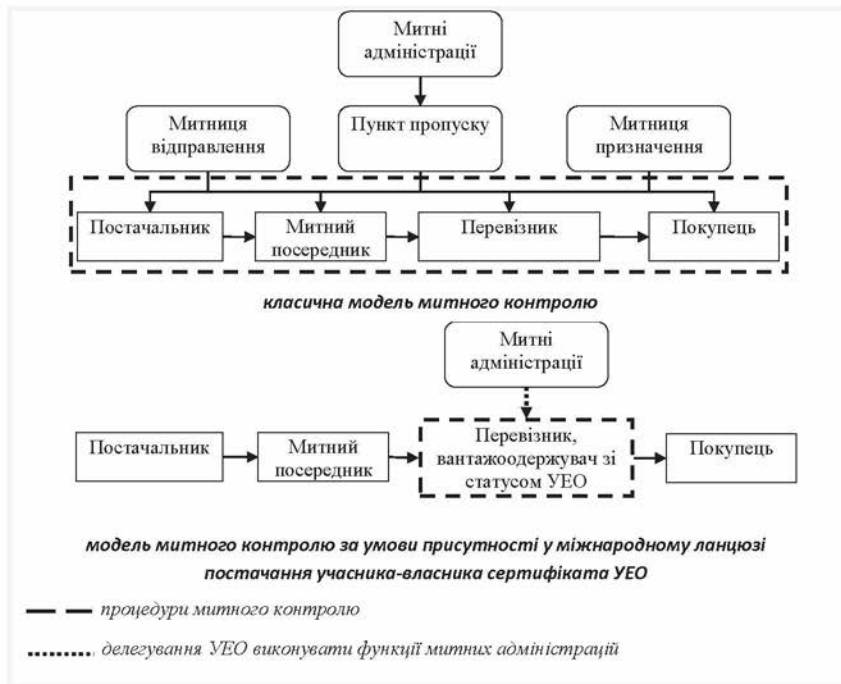 Митні
адміністрації
Митниця
відправлення
Пункт пропуску
Митниця
призначення
Постачальник
Митний
посередник
Перевізник
Покупець
класична модель митного контролю
Митні
адміністрації
Постачальник
Митний
посередник
Перевізник,
вантажоодержувач зі
статусом УЕО
Покупець
модель митного контролю за умови присутності у міжнародному ланцюзі
постачання учасника-власника сертифіката УЕО
процедури митного контролю
делегування УЕО виконувати функції митних адміністрацій